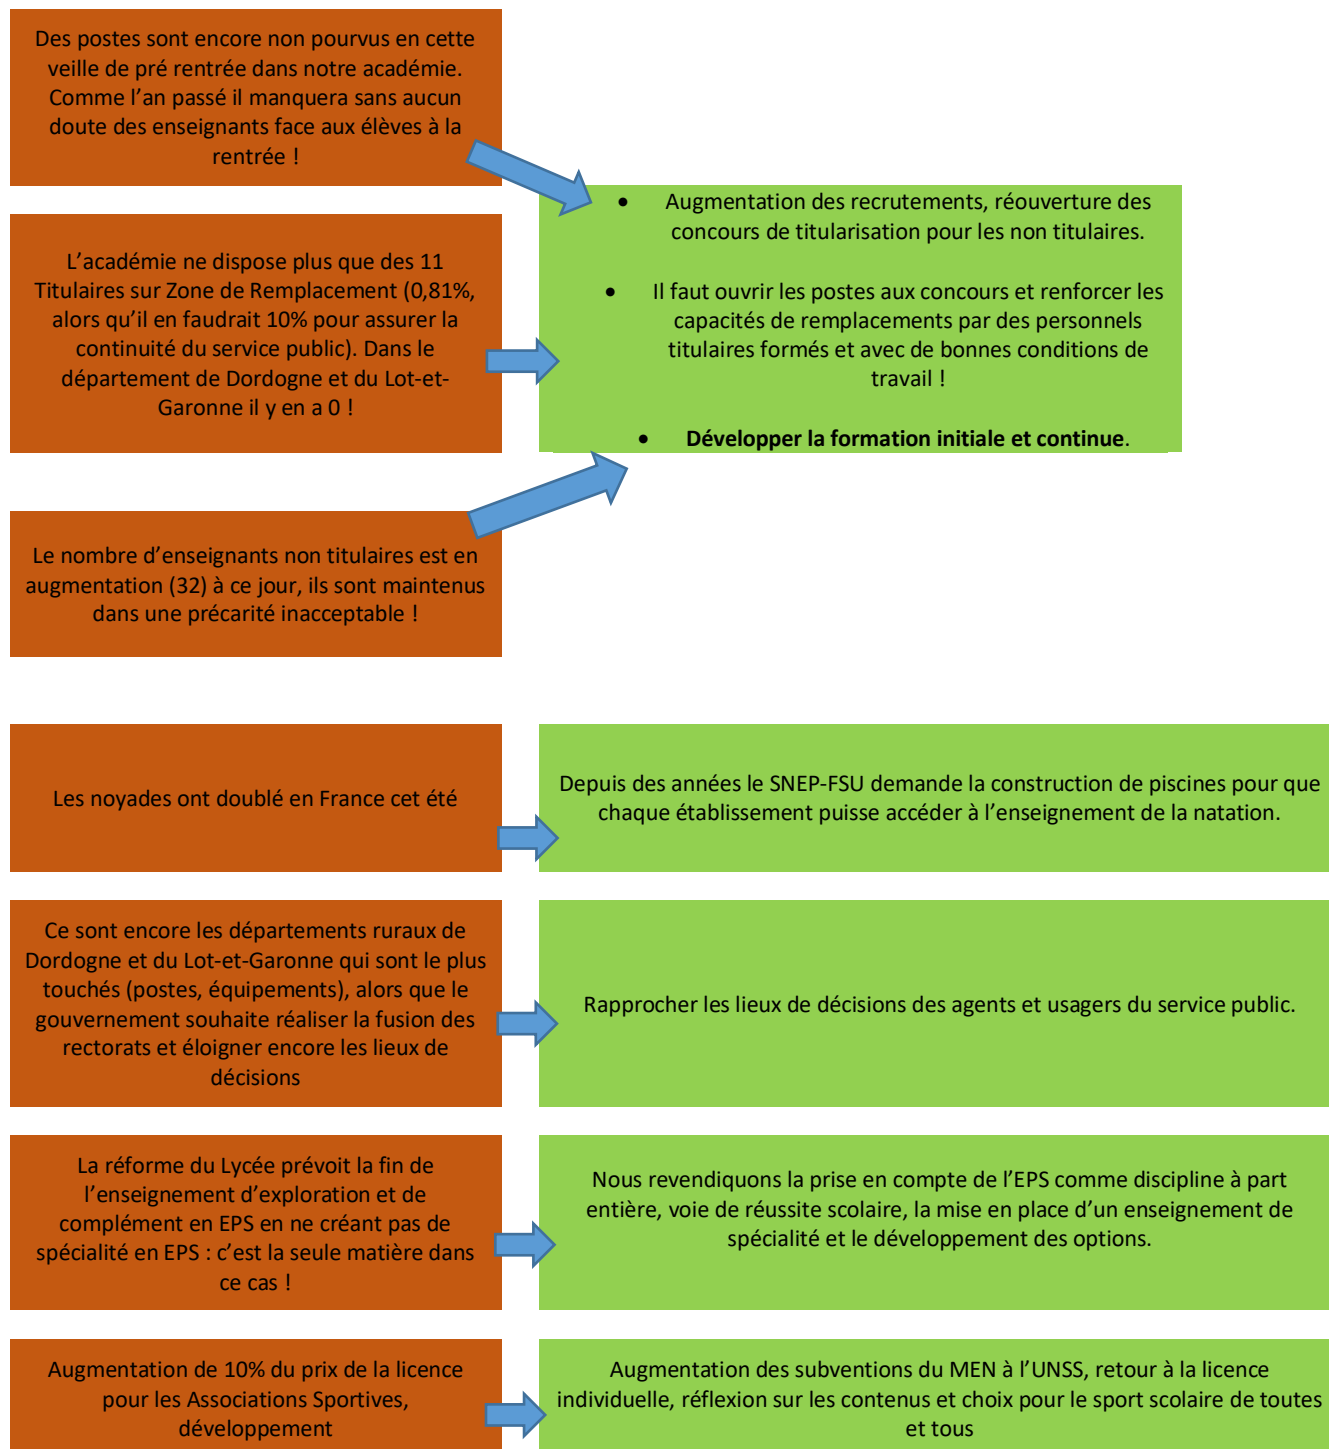 Des postes sont encore non pourvus en cette
veille de pré rentrée dans notre académie.
Comme l’an passé il manquera sans aucun
doute des enseignants face aux élèves à la
rentrée !
L’académie ne dispose plus que des 11
Titulaires sur Zone de Remplacement (0,81%,
alors qu’il en faudrait 10% pour assurer la
continuité du service public). Dans le
département de Dordogne et du Lot-et-
Garonne il y en a 0 !
Le nombre d’enseignants non titulaires est en
augmentation (32) à ce jour, ils sont maintenus
dans une précarité inacceptable !
• Augmentation des recrutements, réouverture des
concours de titularisation pour les non titulaires.
• Il faut ouvrir les postes aux concours et renforcer les
capacités de remplacements par des personnels
titulaires formés et avec de bonnes conditions de
travail !
• Développer la formation initiale et continue.
Les noyades ont doublé en France cet été
Depuis des années le SNEP-FSU demande la construction de piscines pour que
chaque établissement puisse accéder à l’enseignement de la natation.
Ce sont encore les départements ruraux de
Dordogne et du Lot-et-Garonne qui sont le plus
touchés (postes, équipements), alors que le
gouvernement souhaite réaliser la fusion des
rectorats et éloigner encore les lieux de
décisions
Rapprocher les lieux de décisions des agents et usagers du service public.
La réforme du Lycée prévoit la fin de
l’enseignement d’exploration et de
complément en EPS en ne créant pas de
spécialité en EPS : c’est la seule matière dans
ce cas !
Nous revendiquons la prise en compte de l’EPS comme discipline à part
entière, voie de réussite scolaire, la mise en place d’un enseignement de
spécialité et le développement des options.
Augmentation de 10% du prix de la licence
pour les Associations Sportives,
développement
Augmentation des subventions du MEN à l’UNSS, retour à la licence
individuelle, réflexion sur les contenus et choix pour le sport scolaire de toutes
et tous